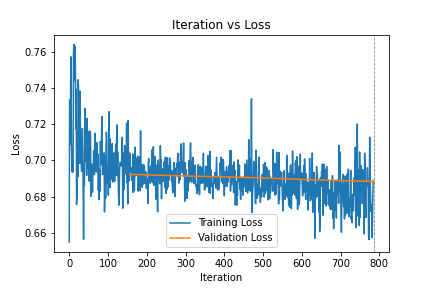 Iteration vs Loss
0.76
0.74
0.72
0.70
0.68
0.66
Loss
Training Loss
Validation Loss
0 100 200 300 400 500 600 700 800
Iteration